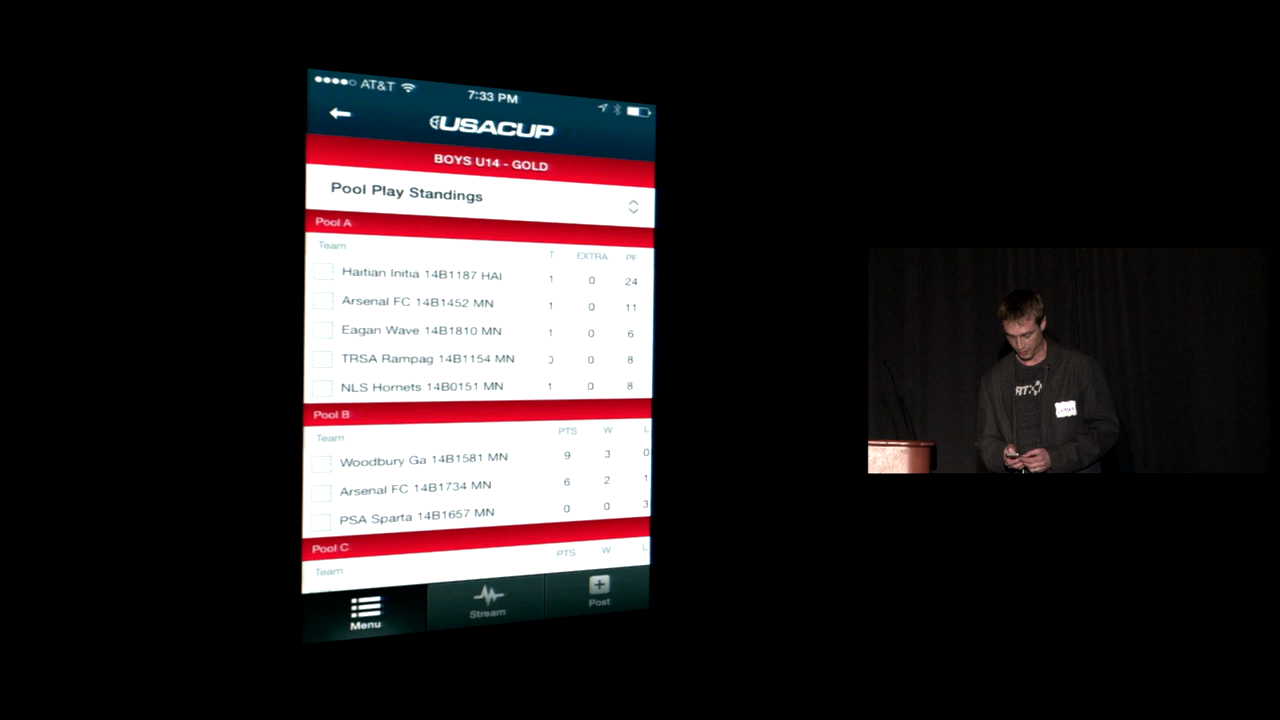 AT&T 7:33 PM
USACUP
BOYS U14 - GOLD
Pool Play Standings
Pool A
Team T EXTRA PF
Haitian Initia 14B1187 HAI 1 0 24
Arsenal FC 14B1452 MN 1 0 11
Eagan Wave 14B1810 MN 1 0 6
TRSA Rampag 14B1154 MN 0 8
NLS Hornets 14B0151 MN 1 0 8
Pool B
Team PTS W L
Woodbury Ga 14B1581 MN 9 3 0
Arsenal FC 14B1734 MN 6 2 1
PSA Sparta 14B1657 MN 0 0 3
Pool C
Team PTS W L
Menu Stream Post